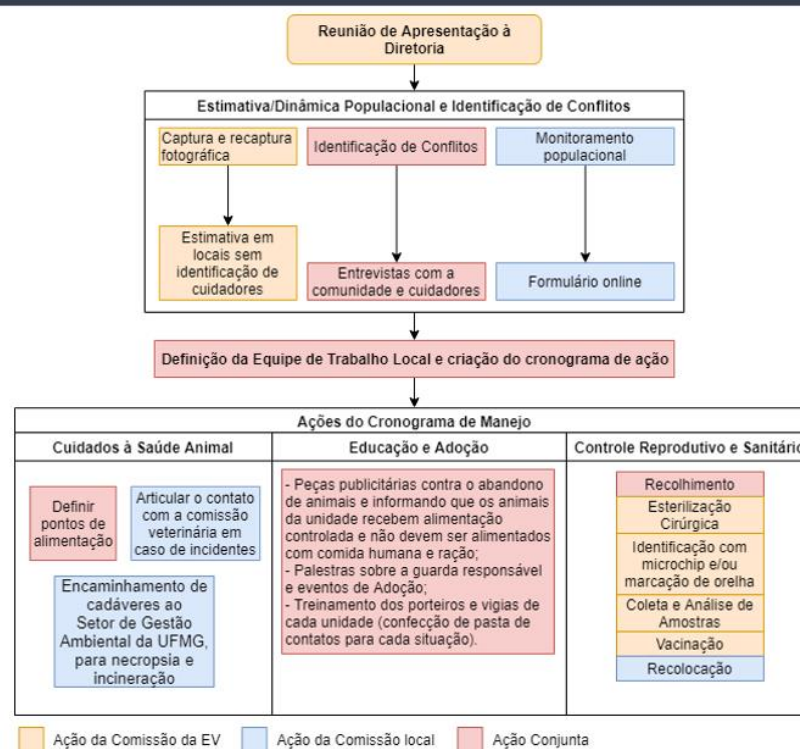 Reunião de Apresentação à
Diretoria
Estimativa/Dinâmica Populacional e Identificação de Conflitos
Captura e recaptura
fotográfica
Identificação de Conflitos
Monitoramento
populacional
Estimativa em
locais sem
identificação de
cuidadores
Entrevistas com a
comunidade e cuidadores
Formulário online
Definição da Equipe de Trabalho Local e criação do cronograma de ação
Ações do Cronograma de Manejo
Cuidados à Saúde Animal
Definir
pontos de
alimentação
Articular o contato
com a comissão
veterinária em
caso de incidentes
Encaminhamento de
cadáveres ao
Setor de Gestão
Ambiental da UFMG,
para necropsia e
incineração
Educação e Adoção
- Peças publicitárias contra o abandono
de animais e informando que os animais
da unidade recebem alimentação
controlada e não devem ser alimentados
com comida humana e ração;
- Palestras sobre a guarda responsável
e eventos de Adoção;
- Treinamento dos porteiros e vigias de
cada unidade (confecção de pasta de
contatos para cada situação).
Controle Reprodutivo e Sanitário
Recolhimento
Esterilização
Cirúrgica
Identificação com
microchip e/ou
marcação de orelha
Coleta e Análise de
Amostras
Vacinação
Recolocação
Ação da Comissão da EV
Ação da Comissão local
Ação Conjunta